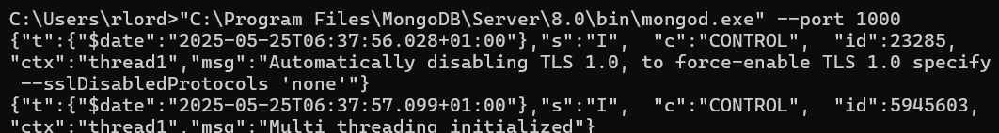 C:\Users\rlord>"C:\Program Files\MongoDB\Server\8.0\bin\mongod.exe" --port 1000
{"t":{"$date":"2025-05-25T06:37:56.028+01:00"},"s":"I",  "c":"CONTROL",  "id":23285,
"ctx":"thread1","msg":"Automatically disabling TLS 1.0, to force-enable TLS 1.0 specify
 --sslDisabledProtocols 'none'"}
{"t":{"$date":"2025-05-25T06:37:57.099+01:00"},"s":"I",  "c":"CONTROL",  "id":5945603,
"ctx":"thread1","msg":"Multi threading initialized"}